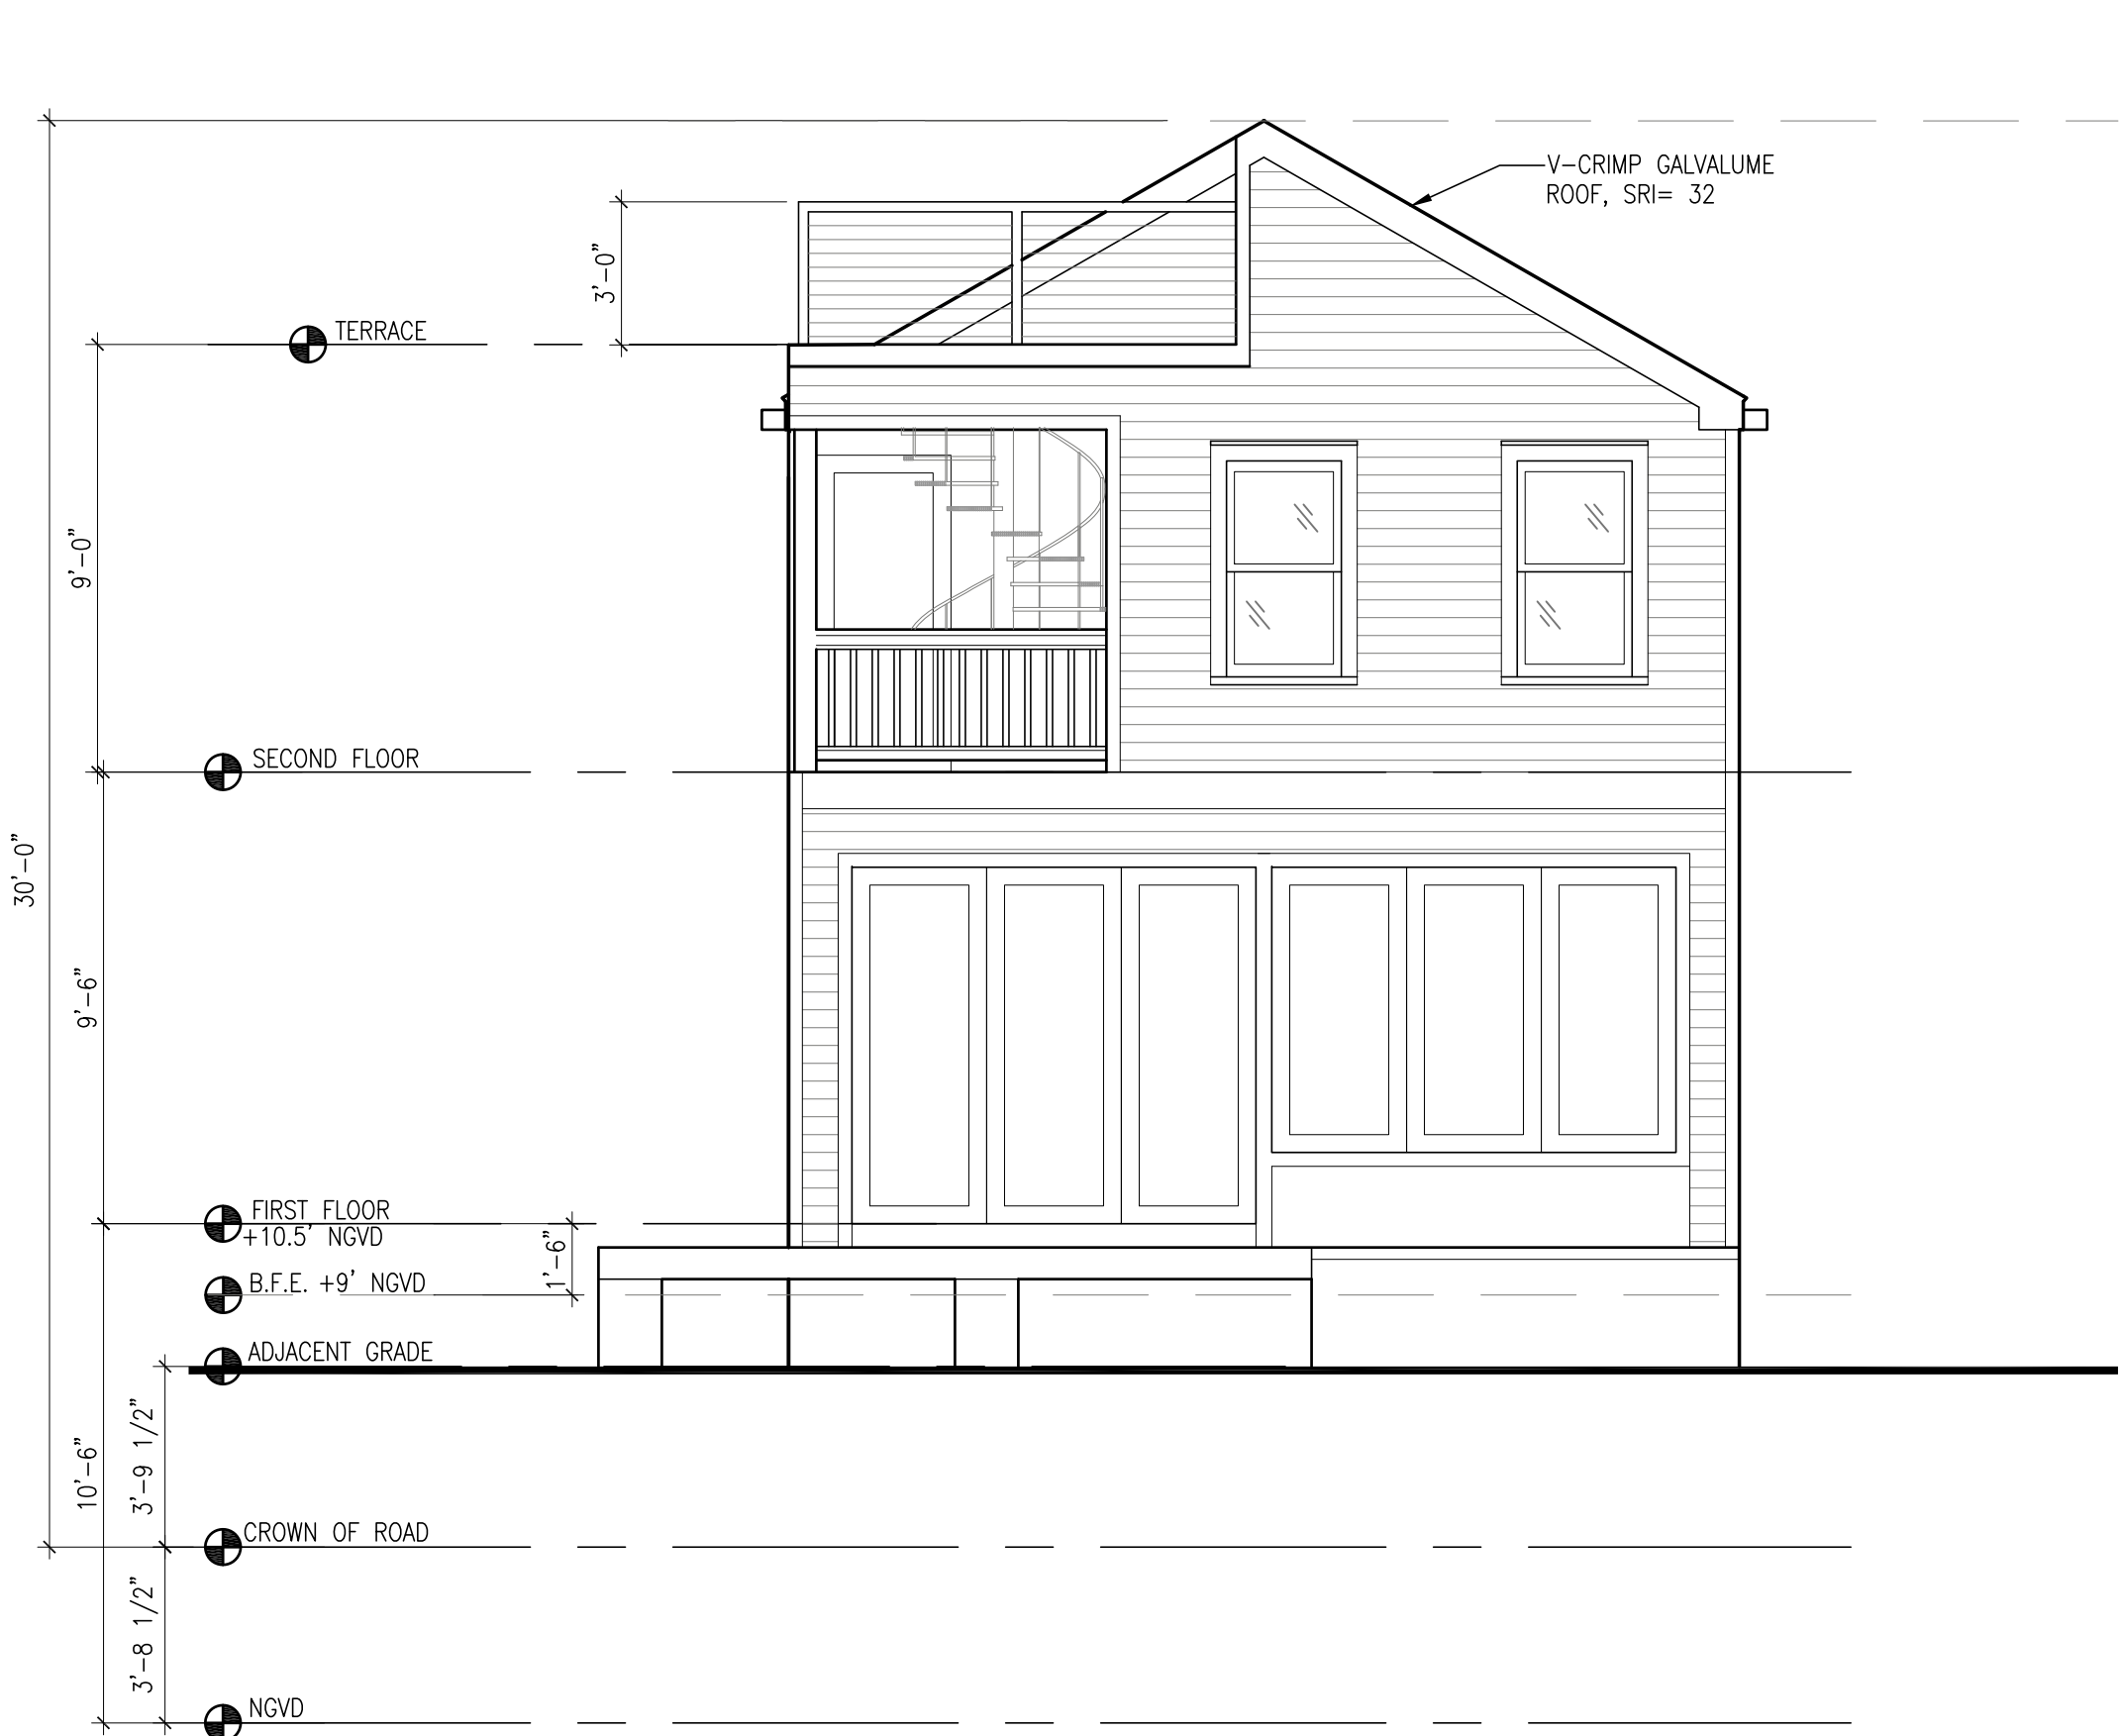 V-CRIMP GALVALUME
ROOF, SRI= 32
3'-0"
TERRACE
9'-0"
SECOND FLOOR
30'-0"
9'-6"
FIRST FLOOR
+10.5' NGVD
1'-6"
B.F.E. +9' NGVD
ADJACENT GRADE
3'-9 1/2"
10'-6"
CROWN OF ROAD
3'-8 1/2"
NGVD